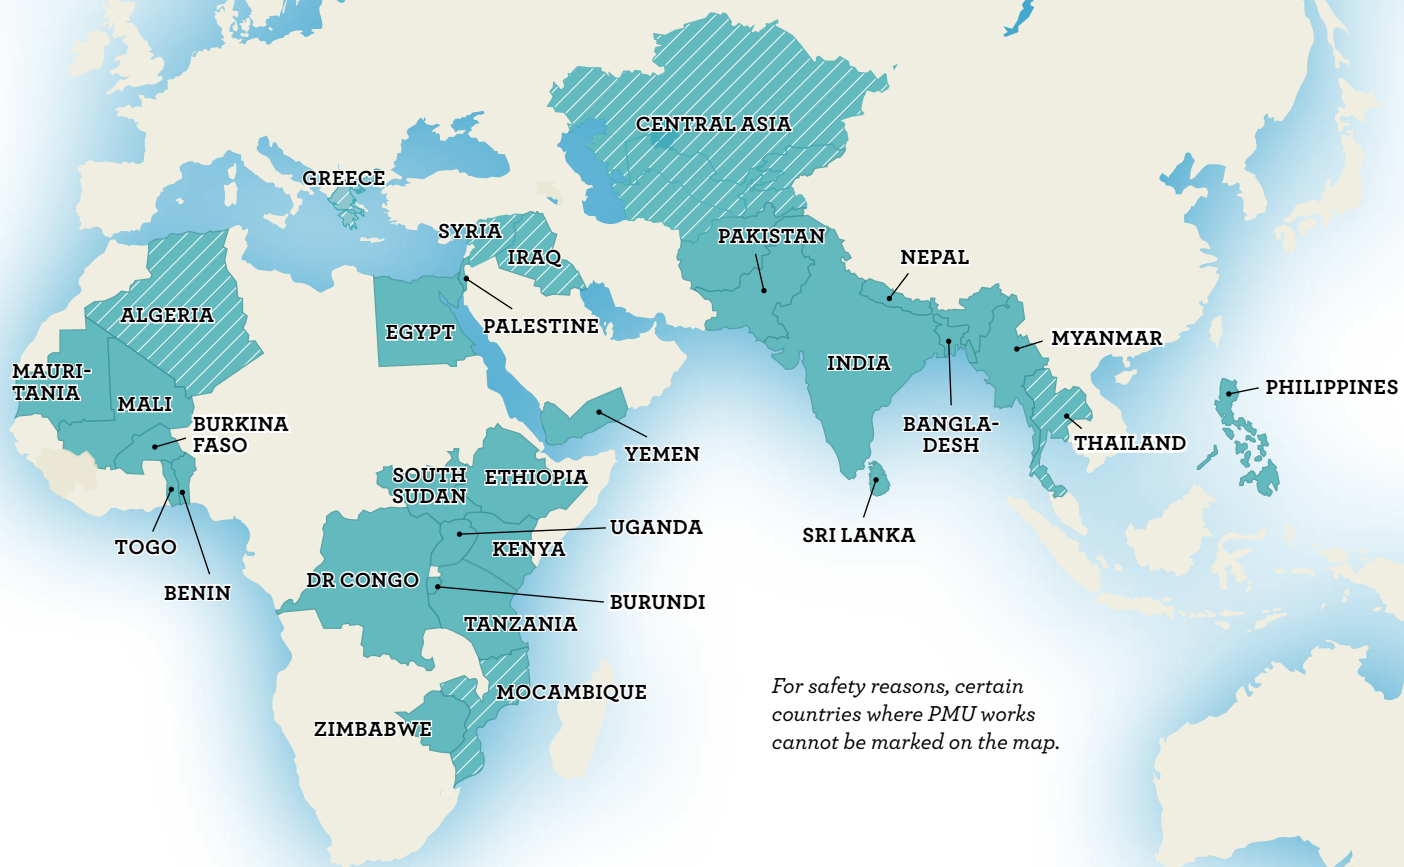 CENTRAL ASIA
GREECE
SYRIA
IRAQ
PAKISTAN
NEPAL
ALGERIA
EGYPT
PALESTINE
MYANMAR
INDIA
MAURI-
TANIA
MALI
BURKINA
FASO
PHILIPPINES
BANGLA-
DESH
THAILAND
YEMEN
SOUTH
SUDAN
ETHIOPIA
SRI LANKA
TOGO
UGANDA
KENYA
BENIN
DR CONGO
BURUNDI
TANZANIA
MOCAMBIQUE
ZIMBABWE
For safety reasons, certain
countries where PMU works
cannot be marked on the map.